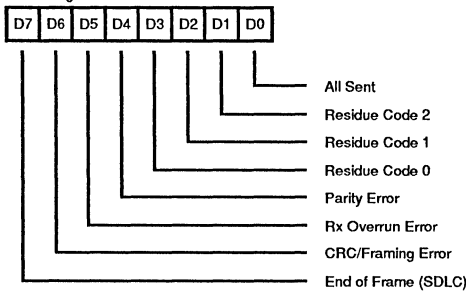 D7 D6 D5 D4 D3 D2 D1 D0
All Sent
Residue Code 2
Residue Code 1
Residue Code 0
Parity Error
Rx Overrun Error
CRC/Framing Error
End of Frame (SDLC)